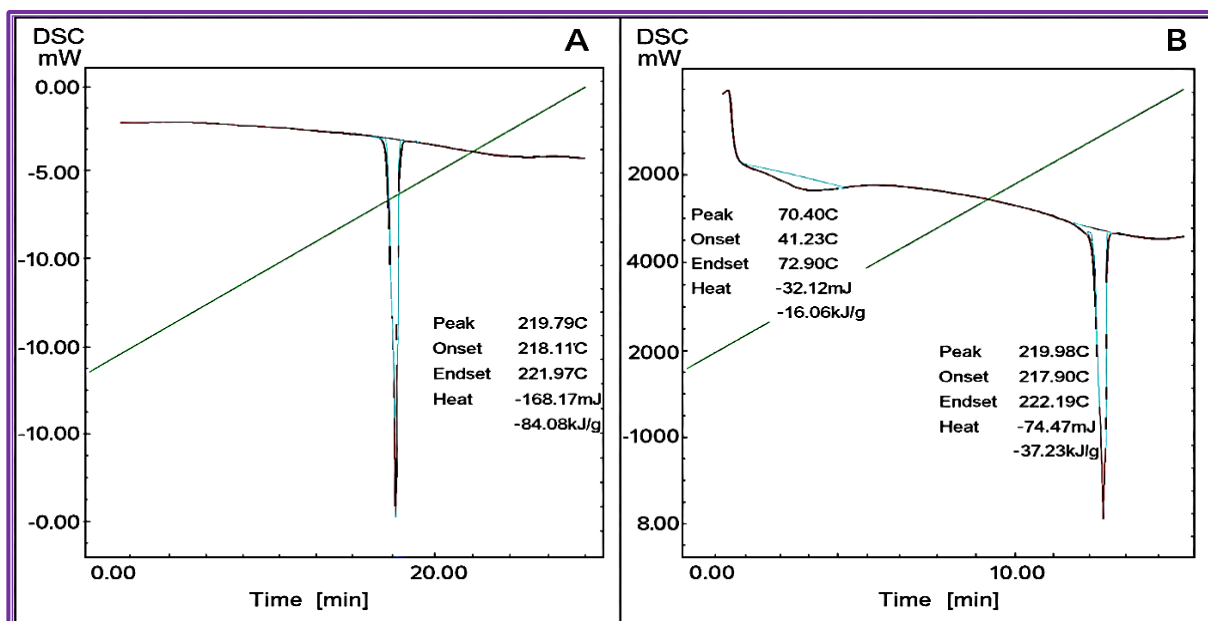 DSC
mW
A
0.00
-5.00
-10.00
-10.00
-10.00
-0.00
Peak 219.79C
Onset 218.11C
Endset 221.97C
Heat -168.17mJ
-84.08kJ/g
0.00 20.00
Time [min]
DSC
mW
B
2000
4000
2000
-1000
8.00
Peak 70.40C
Onset 41.23C
Endset 72.90C
Heat -32.12mJ
-16.06kJ/g
Peak 219.98C
Onset 217.90C
Endset 222.19C
Heat -74.47mJ
-37.23kJ/g
0.00 10.00
Time [min]